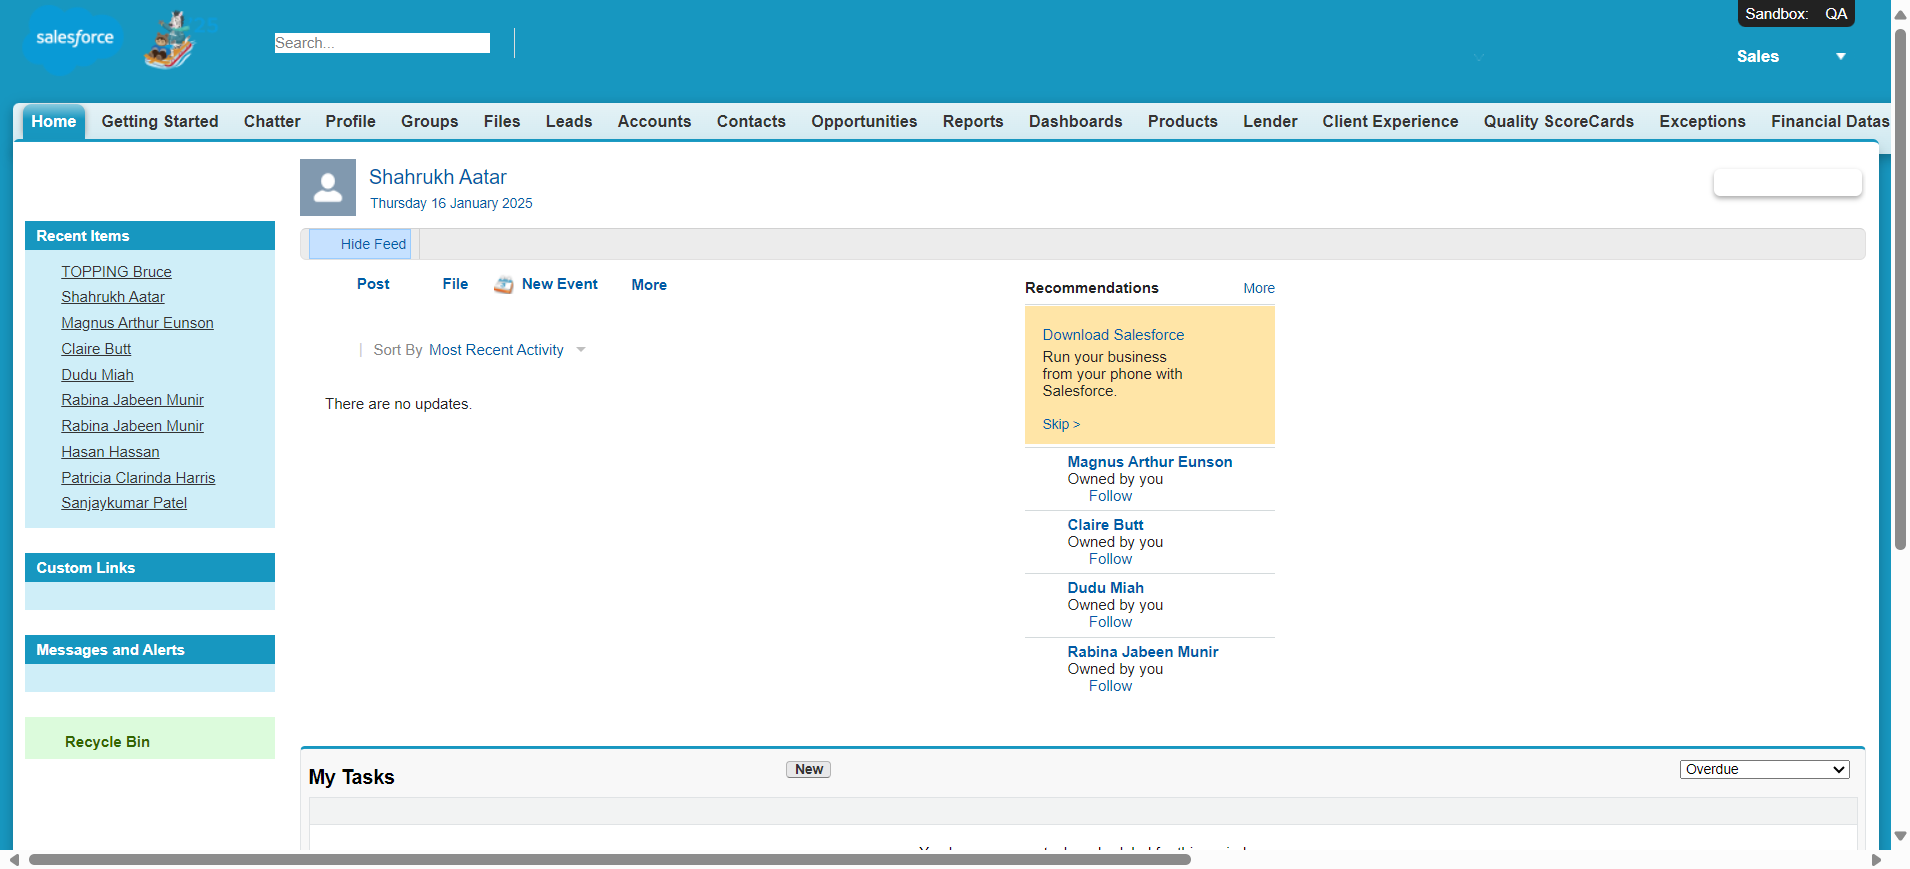 salesforce
Search...
Sandbox: QA
Sales
Home Getting Started Chatter Profile Groups Files Leads Accounts Contacts Opportunities Reports Dashboards Products Lender Client Experience Quality ScoreCards Exceptions Financial Datas
Shahrukh Aatar
Thursday 16 January 2025
Hide Feed
Recent Items
TOPPING Bruce
Shahrukh Aatar
Magnus Arthur Eunson
Claire Butt
Dudu Miah
Rabina Jabeen Munir
Rabina Jabeen Munir
Hasan Hassan
Patricia Clarinda Harris
Sanjaykumar Patel
Custom Links
Messages and Alerts
Recycle Bin
Post File New Event More
| Sort By Most Recent Activity
There are no updates.
Recommendations More
Download Salesforce
Run your business
from your phone with
Salesforce.
Skip >
Magnus Arthur Eunson
Owned by you
Follow
Claire Butt
Owned by you
Follow
Dudu Miah
Owned by you
Follow
Rabina Jabeen Munir
Owned by you
Follow
My Tasks New Overdue